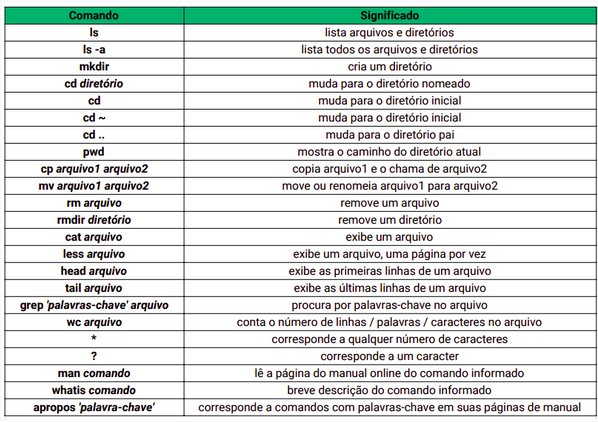 Comando Significado
ls lista arquivos e diretórios
ls -a lista todos os arquivos e diretórios
mkdir cria um diretório
cd diretório muda para o diretório nomeado
cd muda para o diretório inicial
cd ~ muda para o diretório inicial
cd .. muda para o diretório pai
pwd mostra o caminho do diretório atual
cp arquivo1 arquivo2 copia arquivo1 e o chama de arquivo2
mv arquivo1 arquivo2 move ou renomeia arquivo1 para arquivo2
rm arquivo remove um arquivo
rmdir diretório remove um diretório
cat arquivo exibe um arquivo
less arquivo exibe um arquivo, uma página por vez
head arquivo exibe as primeiras linhas de um arquivo
tail arquivo exibe as últimas linhas de um arquivo
grep 'palavras-chave' arquivo procura por palavras-chave no arquivo
wc arquivo conta o número de linhas / palavras / caracteres no arquivo
* corresponde a qualquer número de caracteres
? corresponde a um caracter
man comando lê a página do manual online do comando informado
whatis comando breve descrição do comando informado
apropos 'palavra-chave' corresponde a comandos com palavras-chave em suas páginas de manual